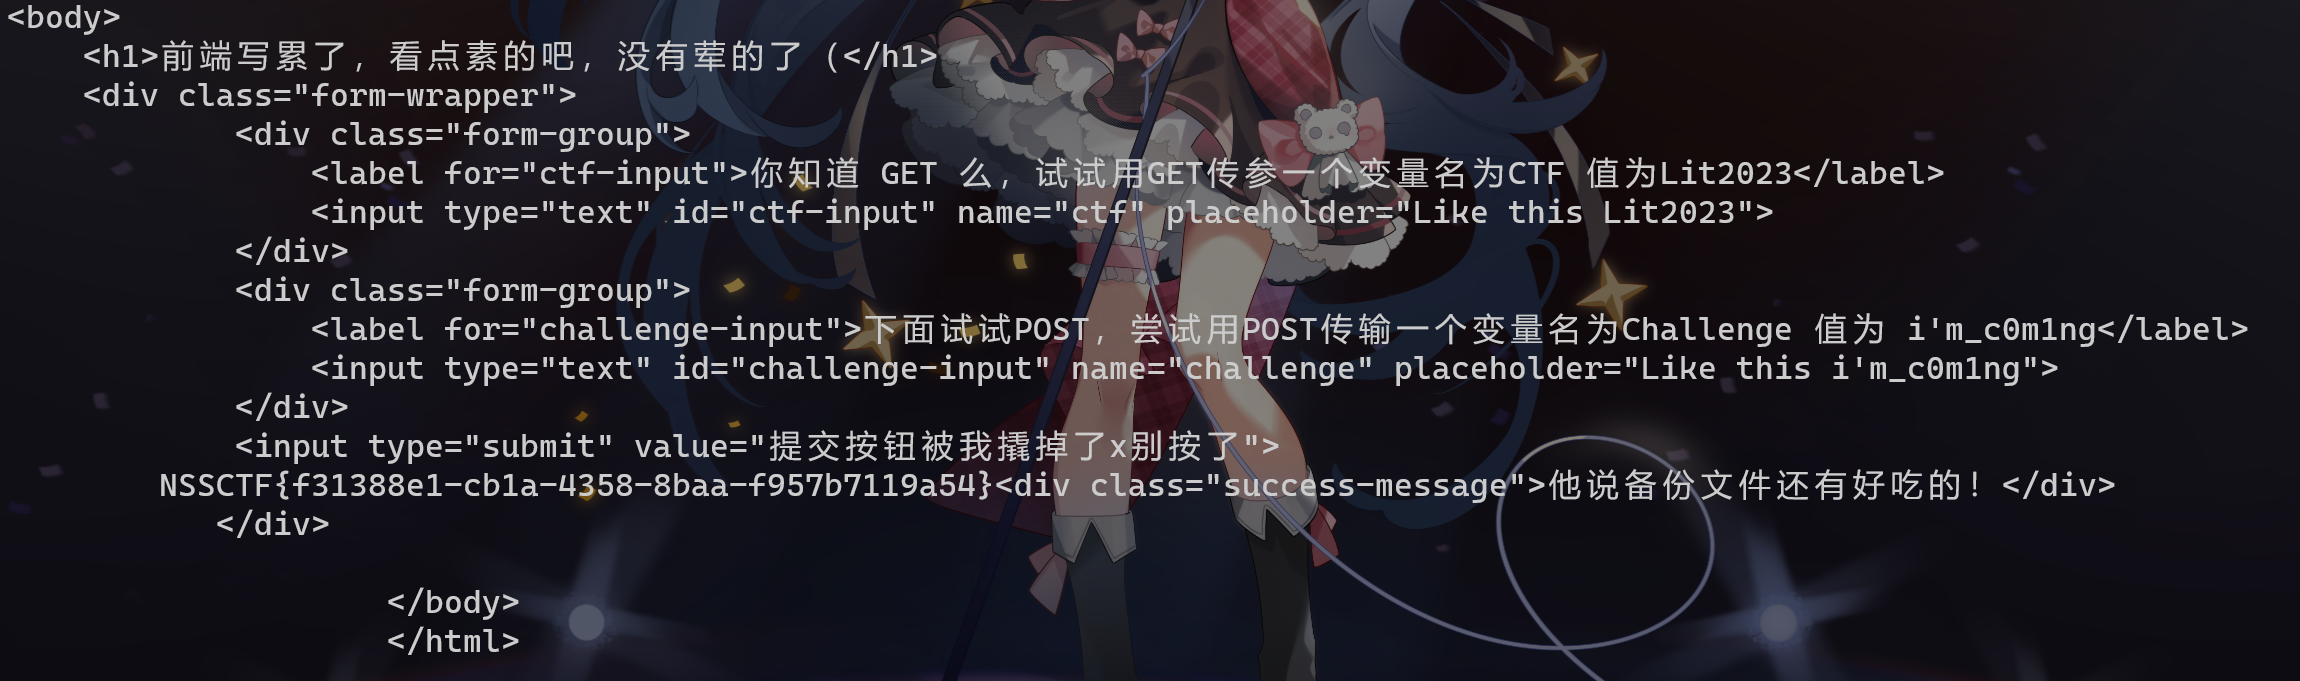 <body>
<h1>前端写累了，看点素的吧，没有荤的了（</h1>
<div class="form-wrapper">
<div class="form-group">
<label for="ctf-input">你知道 GET 么，试试用GET传参一个变量名为CTF 值为Lit2023</label>
<input type="text" id="ctf-input" name="ctf" placeholder="Like this Lit2023">
</div>
<div class="form-group">
<label for="challenge-input">下面试试POST，尝试用POST传输一个变量名为Challenge 值为 i'm_c0m1ng</label>
<input type="text" id="challenge-input" name="challenge" placeholder="Like this i'm_c0m1ng">
</div>
<input type="submit" value="提交按钮被我撬掉了x别按了">
NSSCTF{f31388e1-cb1a-4358-8baa-f957b7119a54}<div class="success-message">他说备份文件还有好吃的！</div>
</div>
</body>
</html>